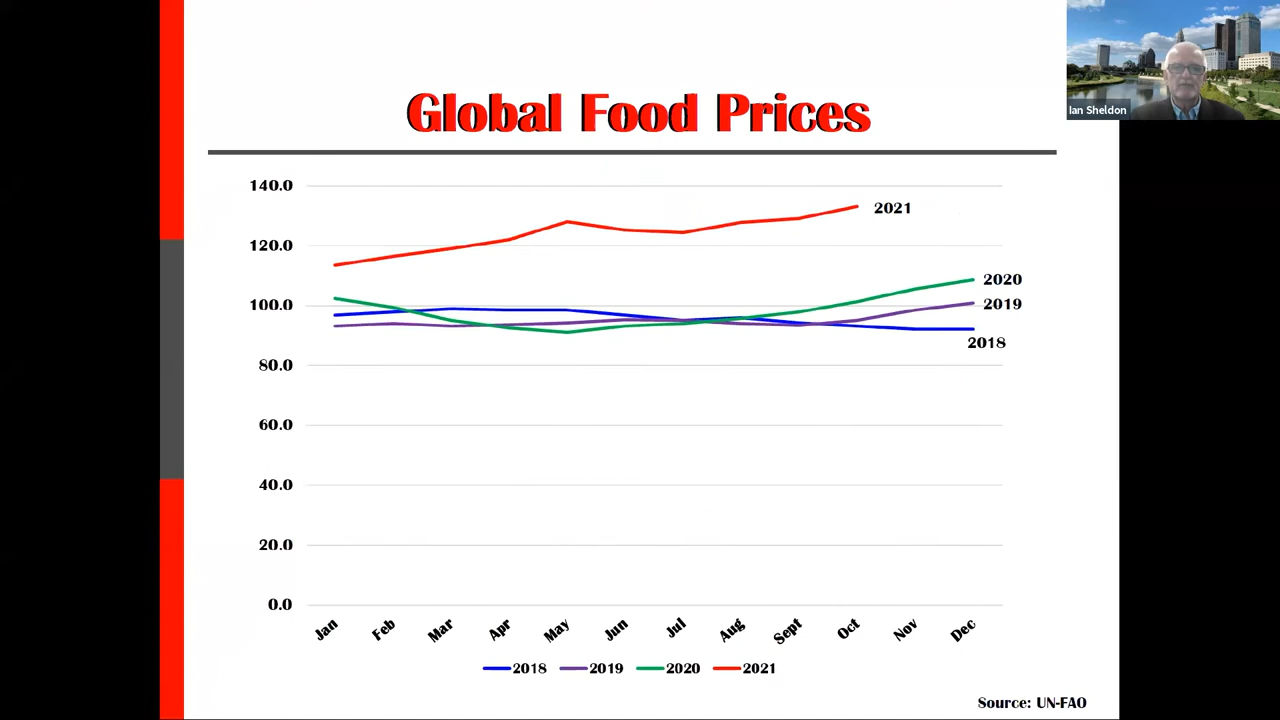 Ian Sheldon
Global Food Prices
140.0
120.0
100.0
80.0
60.0
40.0
20.0
0.0
2021
2020
2019
2018
Jan Feb Mar Apr May Jun Jul Aug Sept Oct Nov Dec
2018 2019 2020 2021
Source: UN-FAO